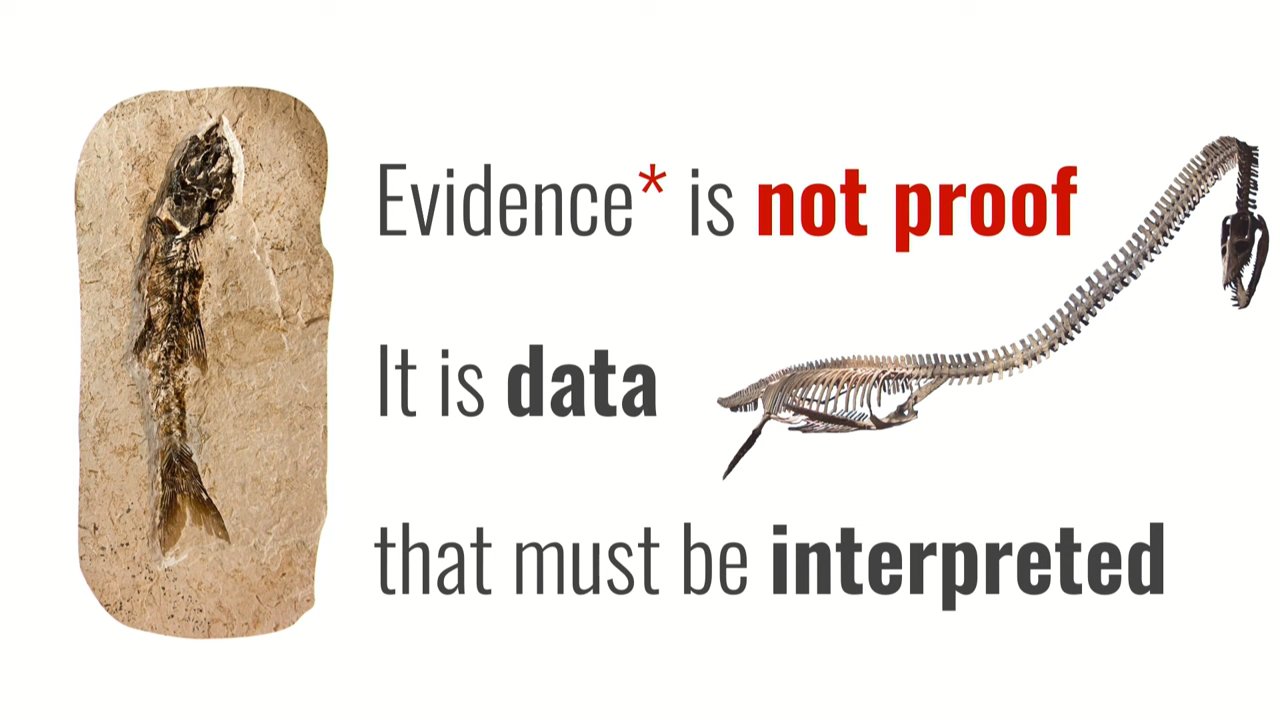 Evidence* is not proof
It is data
that must be interpreted